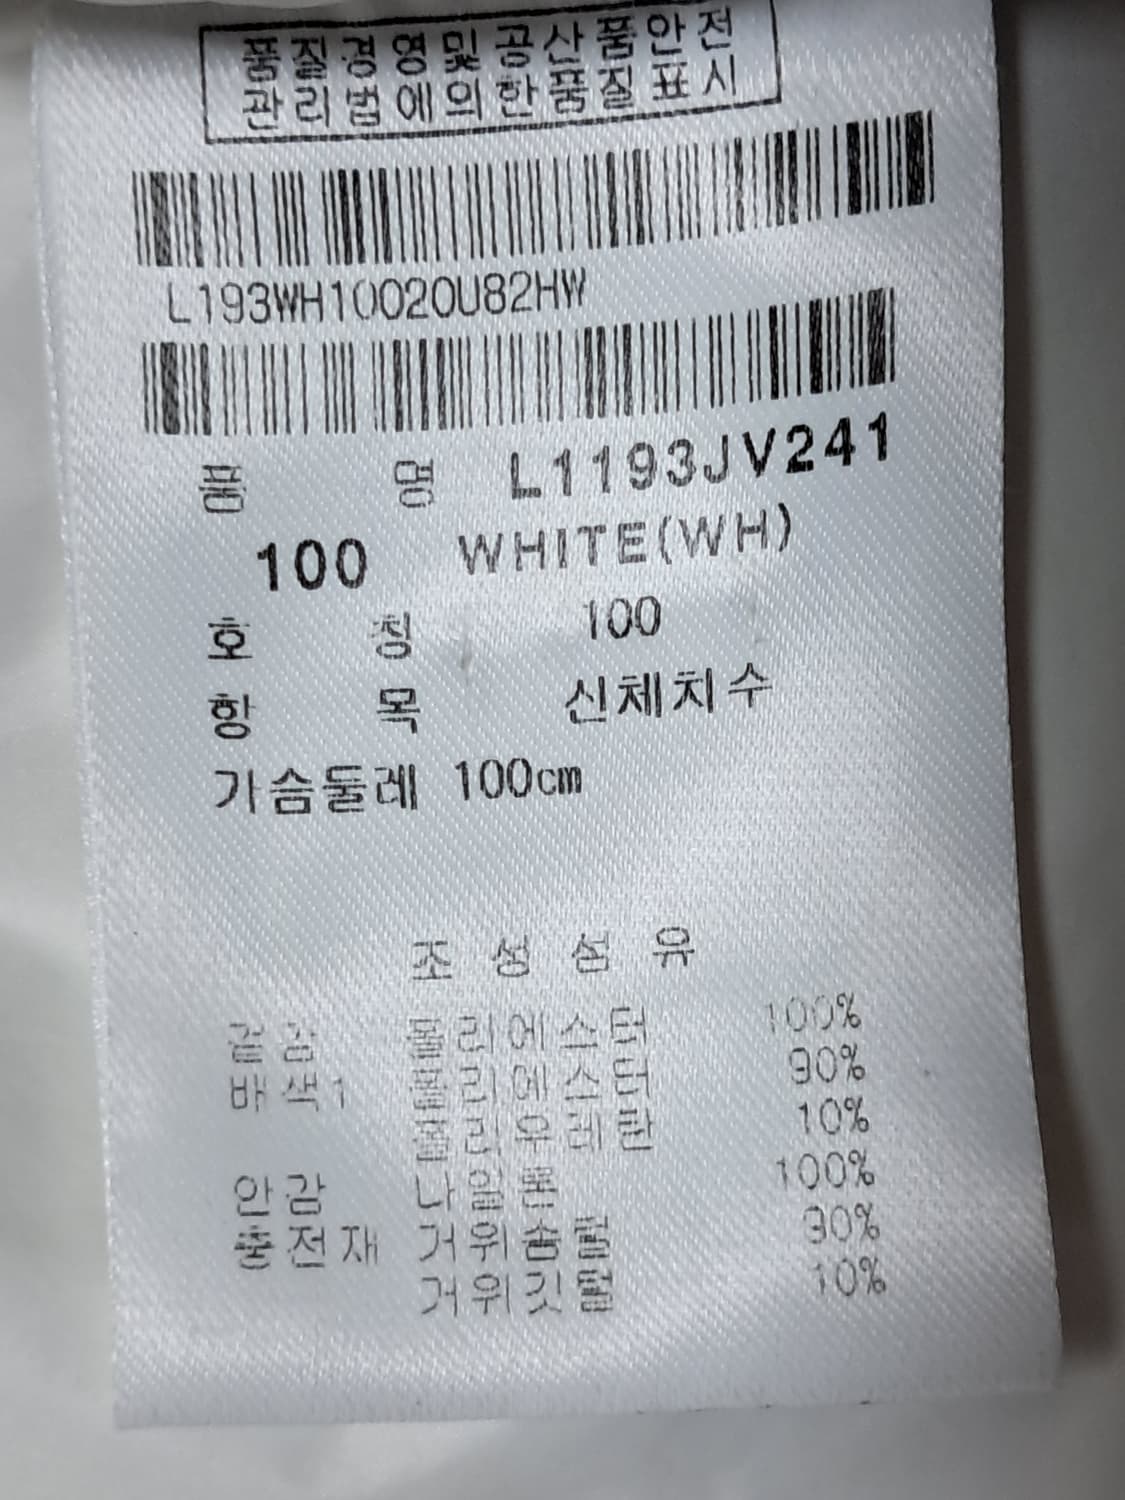 품질경영및공산품안전
관리법에의한품질표시
L193WH10020U82HW
품 명 L1193JV241
100 WHITE(WH)
호 칭 100
항 목 신체치수
가슴둘레 100cm
조성섬유
겉감 폴리에스터 100%
배색1 폴리에스터 90%
폴리우레탄 10%
안감 나일론 100%
충전재 거위솜털 90%
거위깃털 10%